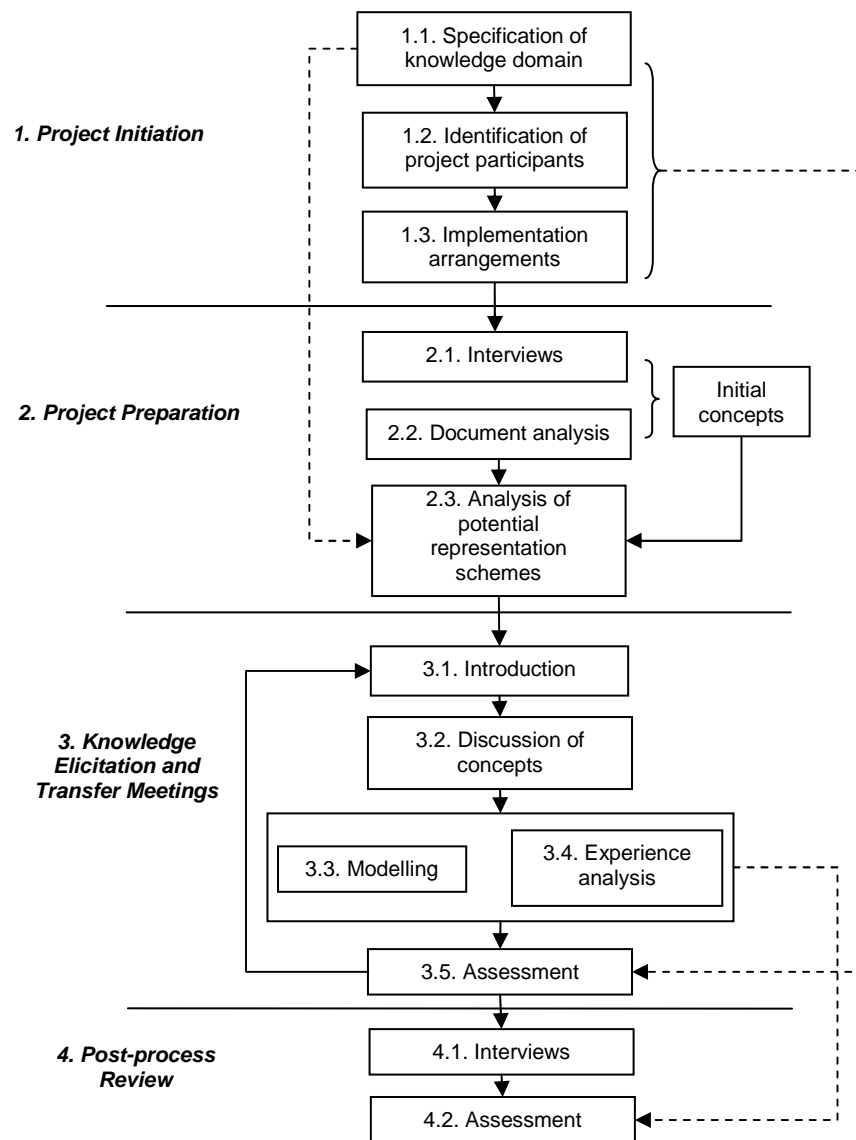 1.1. Specification of
knowledge domain
1. Project Initiation
1.2. Identification of
project participants
1.3. Implementation
arrangements
2.1. Interviews
2. Project Preparation
Initial
concepts
2.2. Document analysis
2.3. Analysis of
potential
representation
schemes
3.1. Introduction
3. Knowledge
Elicitation and
Transfer Meetings
3.2. Discussion of
concepts
3.3. Modelling
3.4. Experience
analysis
3.5. Assessment
4. Post-process
Review
4.1. Interviews
4.2. Assessment